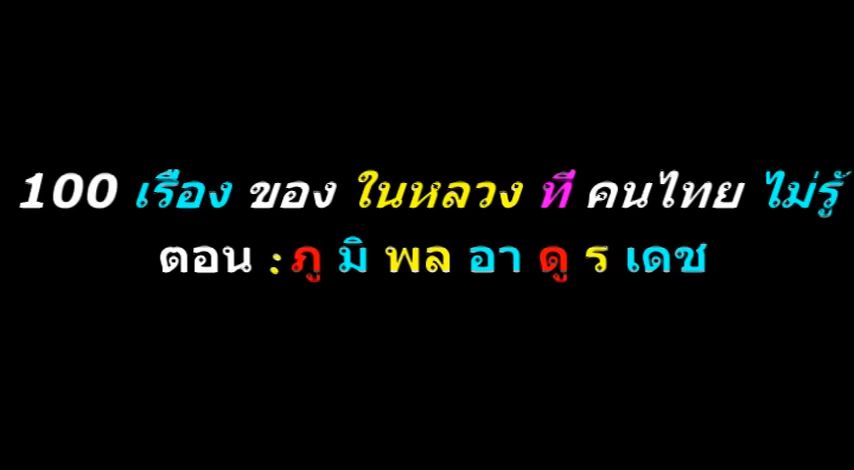 100 เรื่อง ของ ในหลวง ที่ คนไทย ไม่รู้
ตอน : ภู มิ พล อา ดู ร เดช